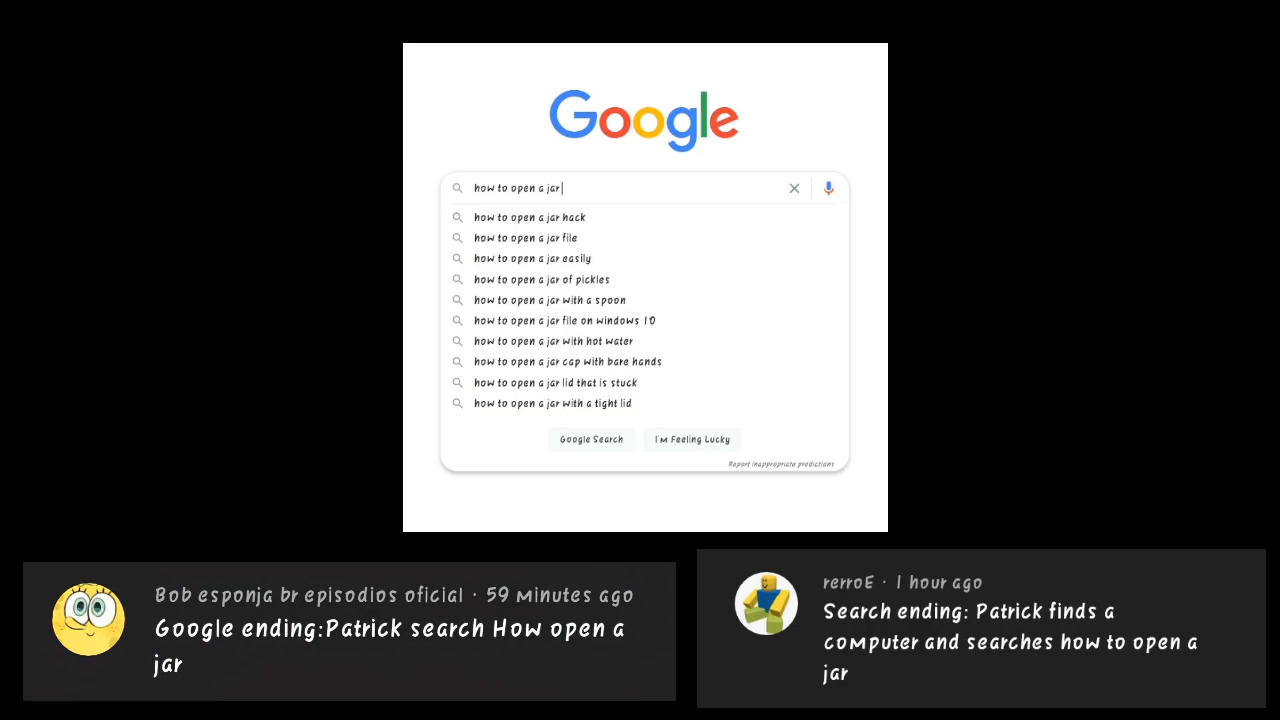 Google
how to open a jar
how to open a jar hack
how to open a jar file
how to open a jar easily
how to open a jar of pickles
how to open a jar with a spoon
how to open a jar file on windows 10
how to open a jar with hot water
how to open a jar cap with bare hands
how to open a jar lid that is stuck
how to open a jar with a tight lid
Google Search I'm Feeling Lucky
Report inappropriate predictions
Bob esponja br episodios oficial · 59 minutes ago
Google ending:Patrick search How open a
jar
rerroE · 1 hour ago
Search ending: Patrick finds a
computer and searches how to open a
jar